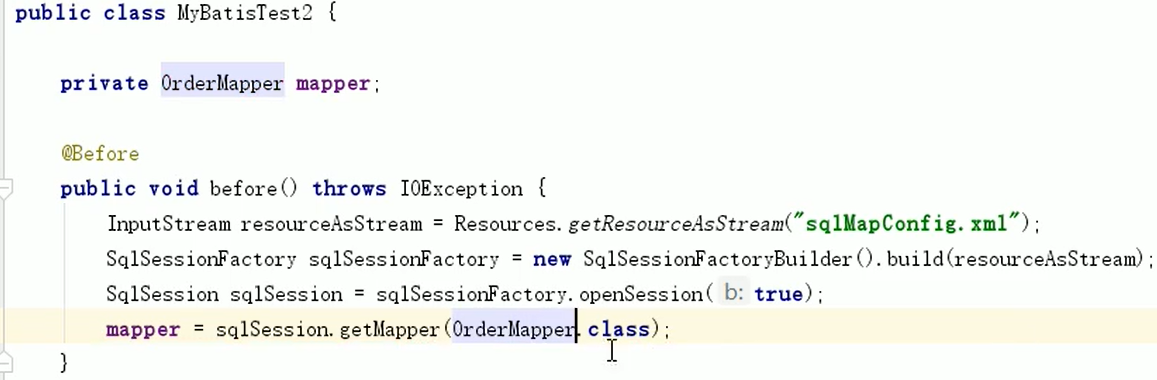 public class MyBatisTest2 {
private OrderMapper mapper;
@Before
public void before() throws IOException {
InputStream resourceAsStream = Resources.getResourceAsStream("sqlMapConfig.xml");
SqlSessionFactory sqlSessionFactory = new SqlSessionFactoryBuilder().build(resourceAsStream);
SqlSession sqlSession = sqlSessionFactory.openSession( b: true);
mapper = sqlSession.getMapper(OrderMapper.class);
}